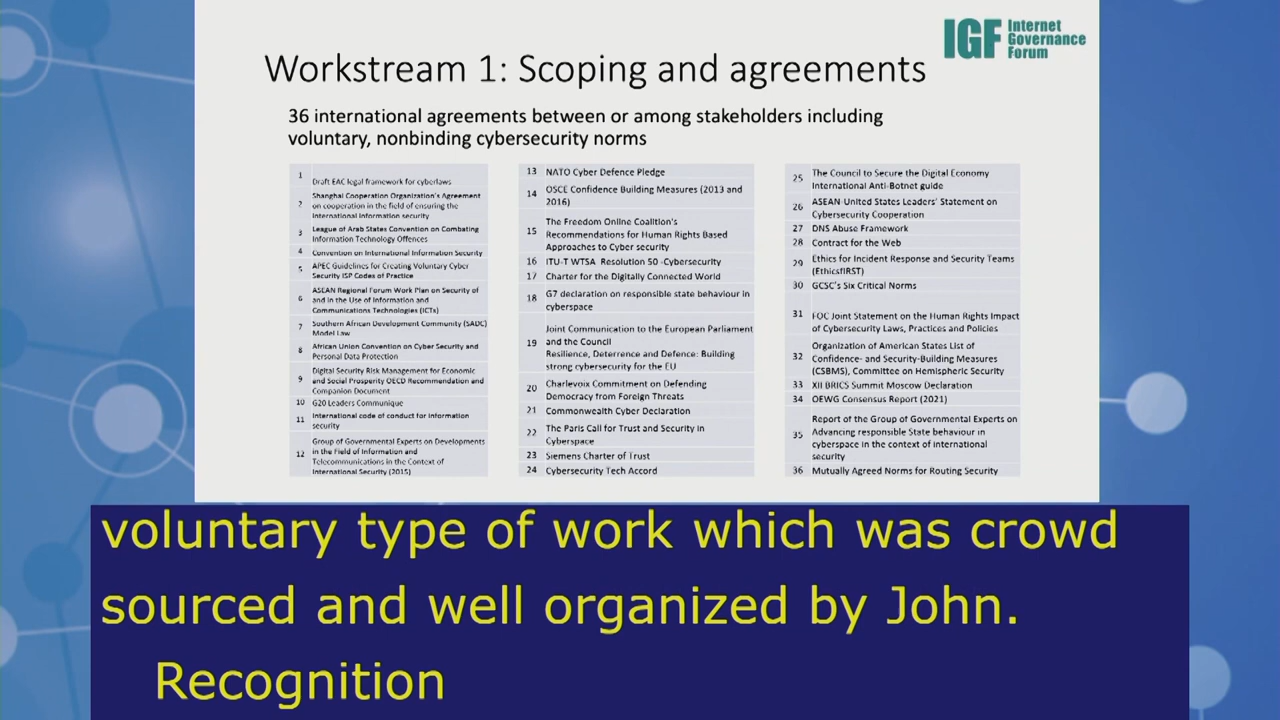 IGF Internet
Governance
Forum
Workstream 1: Scoping and agreements
36 international agreements between or among stakeholders including
voluntary, nonbinding cybersecurity norms
1 Draft EAC legal framework for cyberlaws
2 Shanghai Cooperation Organization's Agreement
on cooperation in the field of ensuring the
International Information security
3 League of Arab States Convention on Combating
Information Technology Offences
4 Convention on International Information Security
5 APEC Guidelines for Creating Voluntary Cyber
Security ISP Codes of Practice
6 ASEAN Regional Forum Work Plan on Security of
and in the Use of Information and
Communications Technologies (ICTs)
7 Southern African Development Community (SADC)
Model Law
8 African Union Convention on Cyber Security and
Personal Data Protection
9 Digital Security Risk Management for Economic
and Social Prosperity OECD Recommendation and
Companion Document
10 G20 Leaders Communique
11 International code of conduct for information
security
12 Group of Governmental Experts on Developments
in the Field of Information and
Telecommunications in the Context of
International Security (2015)
13 NATO Cyber Defence Pledge
14 OSCE Confidence Building Measures (2013 and
2016)
15 The Freedom Online Coalition's
Recommendations for Human Rights Based
Approaches to Cyber security
16 ITU-T WTSA Resolution 50 -Cybersecurity
17 Charter for the Digitally Connected World
18 G7 declaration on responsible state behaviour in
cyberspace
19 Joint Communication to the European Parliament
and the Council
Resilience, Deterrence and Defence: Building
strong cybersecurity for the EU
20 Charlevoix Commitment on Defending
Democracy from Foreign Threats
21 Commonwealth Cyber Declaration
22 The Paris Call for Trust and Security in
Cyberspace
23 Siemens Charter of Trust
24 Cybersecurity Tech Accord
25 The Council to Secure the Digital Economy
International Anti-Botnet guide
26 ASEAN-United States Leaders' Statement on
Cybersecurity Cooperation
27 DNS Abuse Framework
28 Contract for the Web
29 Ethics for Incident Response and Security Teams
(EthicsfIRST)
30 GCSC's Six Critical Norms
31 FOC Joint Statement on the Human Rights Impact
of Cybersecurity Laws, Practices and Policies
32 Organization of American States List of
Confidence- and Security-Building Measures
(CSBMS), Committee on Hemispheric Security
33 XII BRICS Summit Moscow Declaration
34 OEWG Consensus Report (2021)
35 Report of the Group of Governmental Experts on
Advancing responsible State behaviour in
cyberspace in the context of international
security
36 Mutually Agreed Norms for Routing Security
voluntary type of work which was crowd
sourced and well organized by John.
Recognition